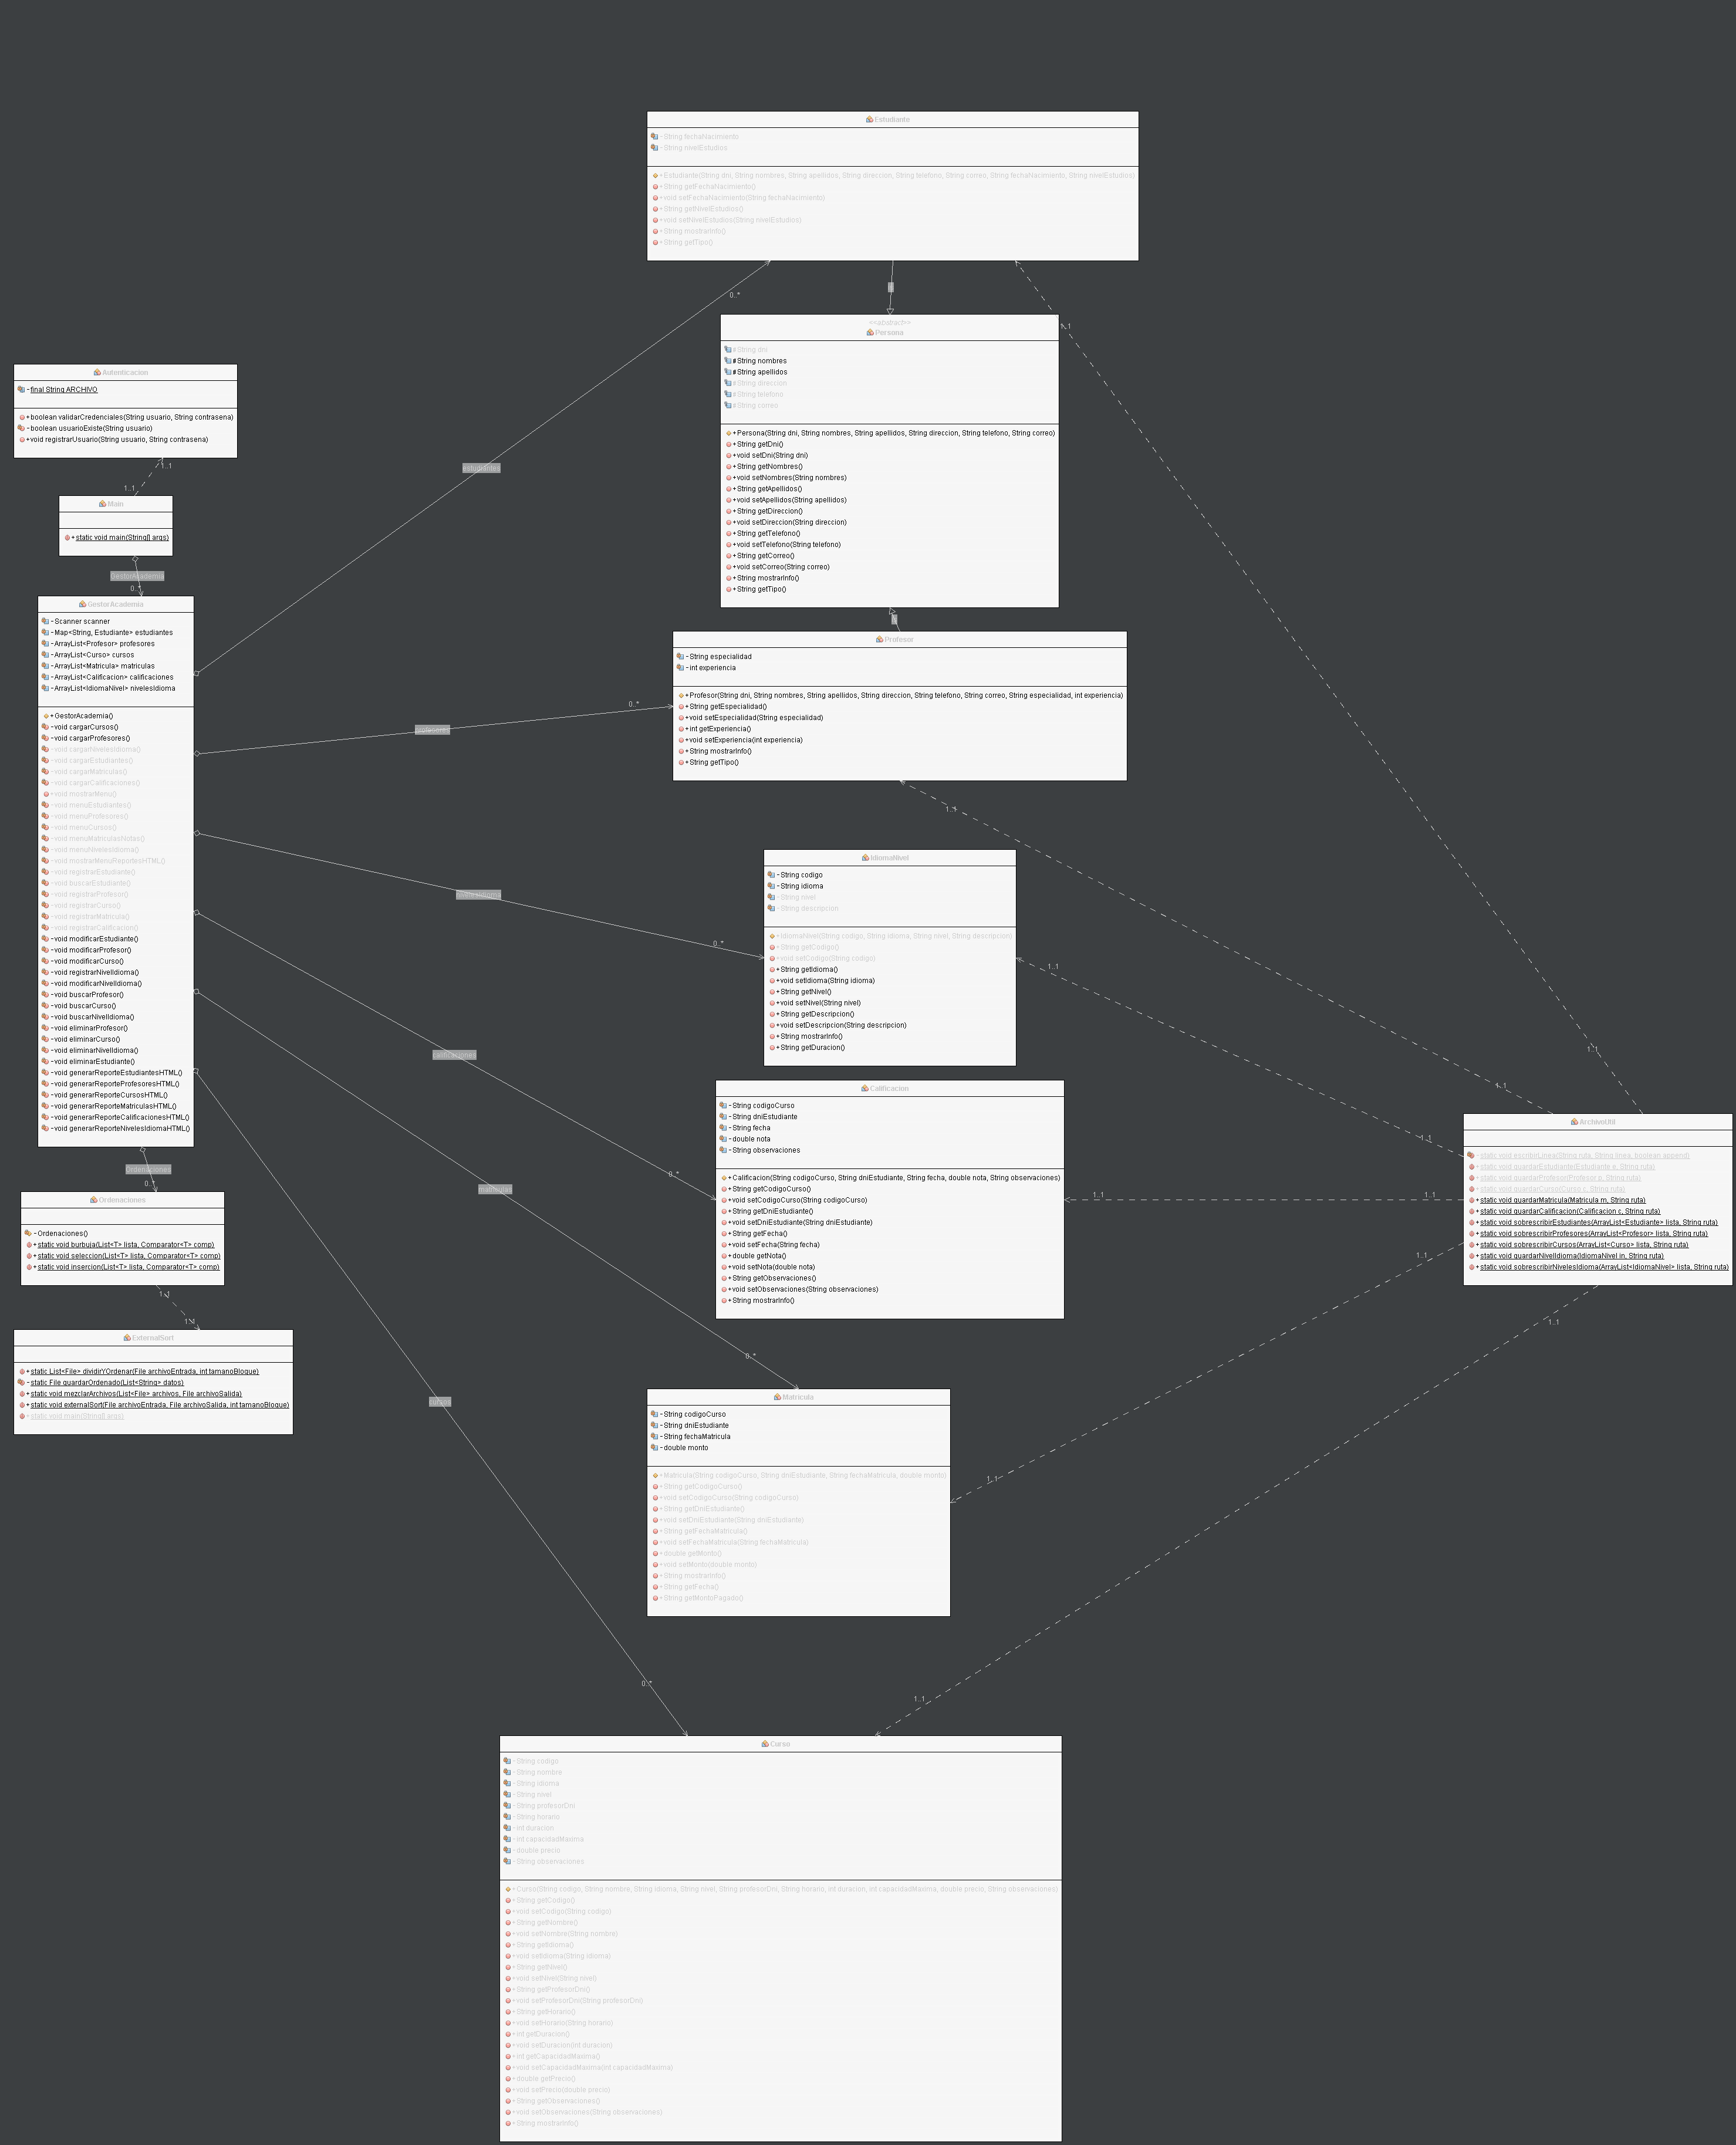 Estudiante
- String fechaNacimiento
- String nivelEstudios
+ Estudiante(String dni, String nombres, String apellidos, String direccion, String telefono, String correo, String fechaNacimiento, String nivelEstudios)
+ String getFechaNacimiento()
+ void setFechaNacimiento(String fechaNacimiento)
+ String getNivelEstudios()
+ void setNivelEstudios(String nivelEstudios)
+ String mostrarInfo()
+ String getTipo()
0..*
1..1
<<abstract>>
Persona
# String dni
# String nombres
# String apellidos
# String direccion
# String telefono
# String correo
+ Persona(String dni, String nombres, String apellidos, String direccion, String telefono, String correo)
+ String getDni()
+ void setDni(String dni)
+ String getNombres()
+ void setNombres(String nombres)
+ String getApellidos()
+ void setApellidos(String apellidos)
+ String getDireccion()
+ void setDireccion(String direccion)
+ String getTelefono()
+ void setTelefono(String telefono)
+ String getCorreo()
+ void setCorreo(String correo)
+ String mostrarInfo()
+ String getTipo()
Autenticacion
- final String ARCHIVO
+ boolean validarCredenciales(String usuario, String contrasena)
- boolean usuarioExiste(String usuario)
+ void registrarUsuario(String usuario, String contrasena)
1..1
1..1
estudiantes
Main
+ static void main(String[] args)
GestorAcademia
0..*
GestorAcademia
- Scanner scanner
- Map<String, Estudiante> estudiantes
- ArrayList<Profesor> profesores
- ArrayList<Curso> cursos
- ArrayList<Matricula> matriculas
- ArrayList<Calificacion> calificaciones
- ArrayList<IdiomaNivel> nivelesIdioma
+ GestorAcademia()
- void cargarCursos()
- void cargarProfesores()
- void cargarNivelesIdioma()
- void cargarEstudiantes()
- void cargarMatriculas()
- void cargarCalificaciones()
+ void mostrarMenu()
- void menuEstudiantes()
- void menuProfesores()
- void menuCursos()
- void menuMatriculasNotas()
- void menuNivelesIdioma()
- void mostrarMenuReportesHTML()
- void registrarEstudiante()
- void buscarEstudiante()
- void registrarProfesor()
- void registrarCurso()
- void registrarMatricula()
- void registrarCalificacion()
- void modificarEstudiante()
- void modificarProfesor()
- void modificarCurso()
- void registrarNivelIdioma()
- void modificarNivelIdioma()
- void buscarProfesor()
- void buscarCurso()
- void buscarNivelIdioma()
- void eliminarProfesor()
- void eliminarCurso()
- void eliminarNivelIdioma()
- void eliminarEstudiante()
- void generarReporteEstudiantesHTML()
- void generarReporteProfesoresHTML()
- void generarReporteCursosHTML()
- void generarReporteMatriculasHTML()
- void generarReporteCalificacionesHTML()
- void generarReporteNivelesIdiomaHTML()
Profesor
- String especialidad
- int experiencia
+ Profesor(String dni, String nombres, String apellidos, String direccion, String telefono, String correo, String especialidad, int experiencia)
+ String getEspecialidad()
+ void setEspecialidad(String especialidad)
+ int getExperiencia()
+ void setExperiencia(int experiencia)
+ String mostrarInfo()
+ String getTipo()
0..*
profesores
1..1
IdiomaNivel
- String codigo
- String idioma
- String nivel
- String descripcion
+ IdiomaNivel(String codigo, String idioma, String nivel, String descripcion)
+ String getCodigo()
+ void setCodigo(String codigo)
+ String getIdioma()
+ void setIdioma(String idioma)
+ String getNivel()
+ void setNivel(String nivel)
+ String getDescripcion()
+ void setDescripcion(String descripcion)
+ String mostrarInfo()
+ String getDuracion()
nivelesIdioma
0..*
1..1
1..1
1..1
1..1
calificaciones
Calificacion
- String codigoCurso
- String dniEstudiante
- String fecha
- double nota
- String observaciones
+ Calificacion(String codigoCurso, String dniEstudiante, String fecha, double nota, String observaciones)
+ String getCodigoCurso()
+ void setCodigoCurso(String codigoCurso)
+ String getDniEstudiante()
+ void setDniEstudiante(String dniEstudiante)
+ String getFecha()
+ void setFecha(String fecha)
+ double getNota()
+ void setNota(double nota)
+ String getObservaciones()
+ void setObservaciones(String observaciones)
+ String mostrarInfo()
0..*
1..1
1..1
1..1
1..1
ArchivoUtil
- static void escribirLinea(String ruta, String linea, boolean append)
+ static void guardarEstudiante(Estudiante e, String ruta)
+ static void guardarProfesor(Profesor p, String ruta)
+ static void guardarCurso(Curso c, String ruta)
+ static void guardarMatricula(Matricula m, String ruta)
+ static void guardarCalificacion(Calificacion c, String ruta)
+ static void sobrescribirEstudiantes(ArrayList<Estudiante> lista, String ruta)
+ static void sobrescribirProfesores(ArrayList<Profesor> lista, String ruta)
+ static void sobrescribirCursos(ArrayList<Curso> lista, String ruta)
+ static void guardarNivelIdioma(IdiomaNivel in, String ruta)
+ static void sobrescribirNivelesIdioma(ArrayList<IdiomaNivel> lista, String ruta)
Ordenaciones
0..*
Ordenaciones
- Ordenaciones()
+ static void burbuja(List<T> lista, Comparator<T> comp)
+ static void seleccion(List<T> lista, Comparator<T> comp)
+ static void insercion(List<T> lista, Comparator<T> comp)
1..1
1..1
matriculas
0..*
ExternalSort
+ static List<File> dividirYOrdenar(File archivoEntrada, int tamanoBloque)
- static File guardarOrdenado(List<String> datos)
+ static void mezclarArchivos(List<File> archivos, File archivoSalida)
+ static void externalSort(File archivoEntrada, File archivoSalida, int tamanoBloque)
+ static void main(String[] args)
Matricula
- String codigoCurso
- String dniEstudiante
- String fechaMatricula
- double monto
+ Matricula(String codigoCurso, String dniEstudiante, String fechaMatricula, double monto)
+ String getCodigoCurso()
+ void setCodigoCurso(String codigoCurso)
+ String getDniEstudiante()
+ void setDniEstudiante(String dniEstudiante)
+ String getFechaMatricula()
+ void setFechaMatricula(String fechaMatricula)
+ double getMonto()
+ void setMonto(double monto)
+ String mostrarInfo()
+ String getFecha()
+ String getMontoPagado()
cursos
1..1
1..1
0..*
1..1
Curso
- String codigo
- String nombre
- String idioma
- String nivel
- String profesorDni
- String horario
- int duracion
- int capacidadMaxima
- double precio
- String observaciones
+ Curso(String codigo, String nombre, String idioma, String nivel, String profesorDni, String horario, int duracion, int capacidadMaxima, double precio, String observaciones)
+ String getCodigo()
+ void setCodigo(String codigo)
+ String getNombre()
+ void setNombre(String nombre)
+ String getIdioma()
+ void setIdioma(String idioma)
+ String getNivel()
+ void setNivel(String nivel)
+ String getProfesorDni()
+ void setProfesorDni(String profesorDni)
+ String getHorario()
+ void setHorario(String horario)
+ int getDuracion()
+ void setDuracion(int duracion)
+ int getCapacidadMaxima()
+ void setCapacidadMaxima(int capacidadMaxima)
+ double getPrecio()
+ void setPrecio(double precio)
+ String getObservaciones()
+ void setObservaciones(String observaciones)
+ String mostrarInfo()